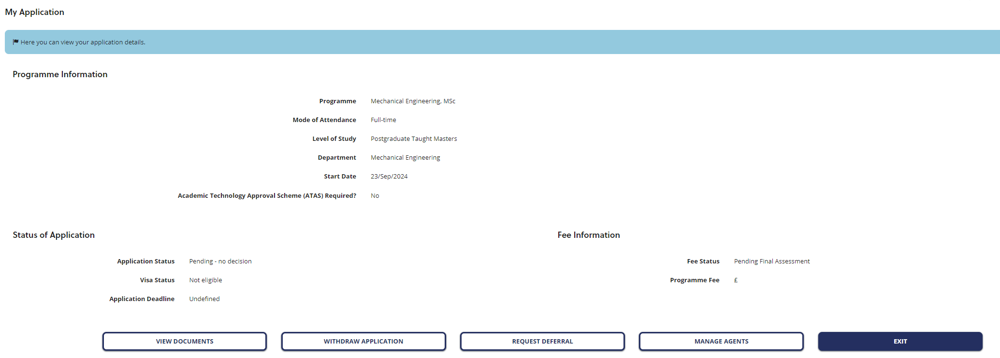 My Application
Here you can view your application details.
Programme Information
Programme Mechanical Engineering, MSc
Mode of Attendance Full-time
Level of Study Postgraduate Taught Masters
Department Mechanical Engineering
Start Date 23/Sep/2024
Academic Technology Approval Scheme (ATAS) Required? No
Status of Application
Application Status Pending - no decision
Visa Status Not eligible
Application Deadline Undefined
Fee Information
Fee Status Pending Final Assessment
Programme Fee £
VIEW DOCUMENTS WITHDRAW APPLICATION REQUEST DEFERRAL MANAGE AGENTS EXIT